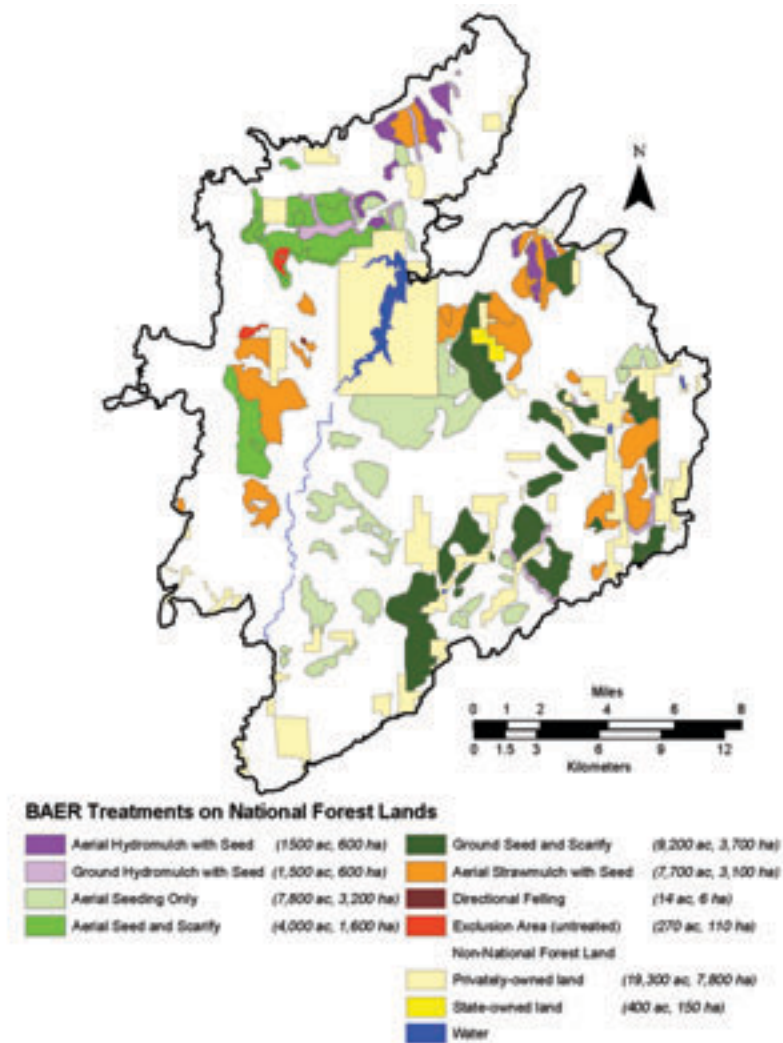 N
Miles
0 1 2 4 6 8
0 1.5 3 6 9 12
Kilometers
BAER Treatments on National Forest Lands
Aerial Hydromulch with Seed (1500 ac, 600 ha)
Ground Hydromulch with Seed (1,500 ac, 600 ha)
Aerial Seeding Only (7,800 ac, 3,200 ha)
Aerial Seed and Scarify (4,000 ac, 1,600 ha)
Ground Seed and Scarify (9,200 ac, 3,700 ha)
Aerial Strawmulch with Seed (7,700 ac, 3,100 ha)
Directional Felling (14 ac, 6 ha)
Exclusion Area (untreated) (270 ac, 110 ha)
Non-National Forest Land
Privately-owned land (19,300 ac, 7,800 ha)
State-owned land (400 ac, 150 ha)
Water